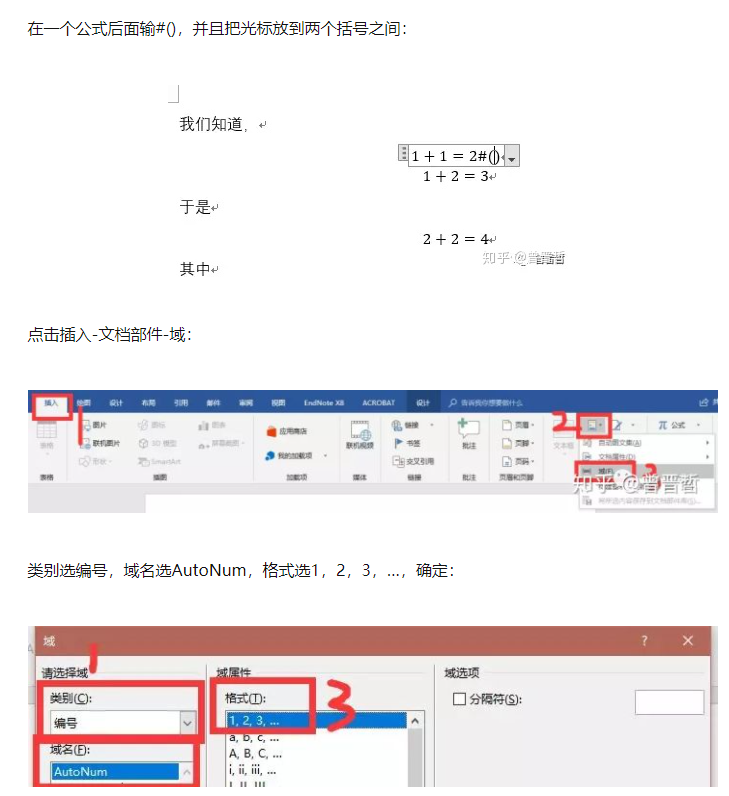 在一个公式后面输#()，并且把光标放到两个括号之间：
我们知道，
1 + 1 = 2#()
1 + 2 = 3
于是
2 + 2 = 4
知乎 @曾晋哲
其中
点击插入-文档部件-域：
插入 绘图 设计 布局 引用 邮件 审阅 视图 EndNote X8 ACROBAT 设计 告诉我你想要做什么
1
2
图片 图标 图表 应用商店 链接 页眉 π 公式
联机图片 3D 模型 屏幕截图 联机视频 书签 批注 页脚 文本框 自动图文集(A)
形状 SmartArt 我的加载项 交叉引用 页码 文档属性(D)
表格 插图 加载项 媒体 链接 批注 页眉和页脚 域(F)...
知乎 @曾晋哲
类别选编号，域名选AutoNum，格式选1，2，3，...，确定：
域 ? ×
1
请选择域 域属性 域选项
类别(C): 格式(T): 3 分隔符(S):
编号 1, 2, 3, ...
域名(F): a, b, c, ...
A, B, C, ...
AutoNum i, ii, iii, ...
I, II, III